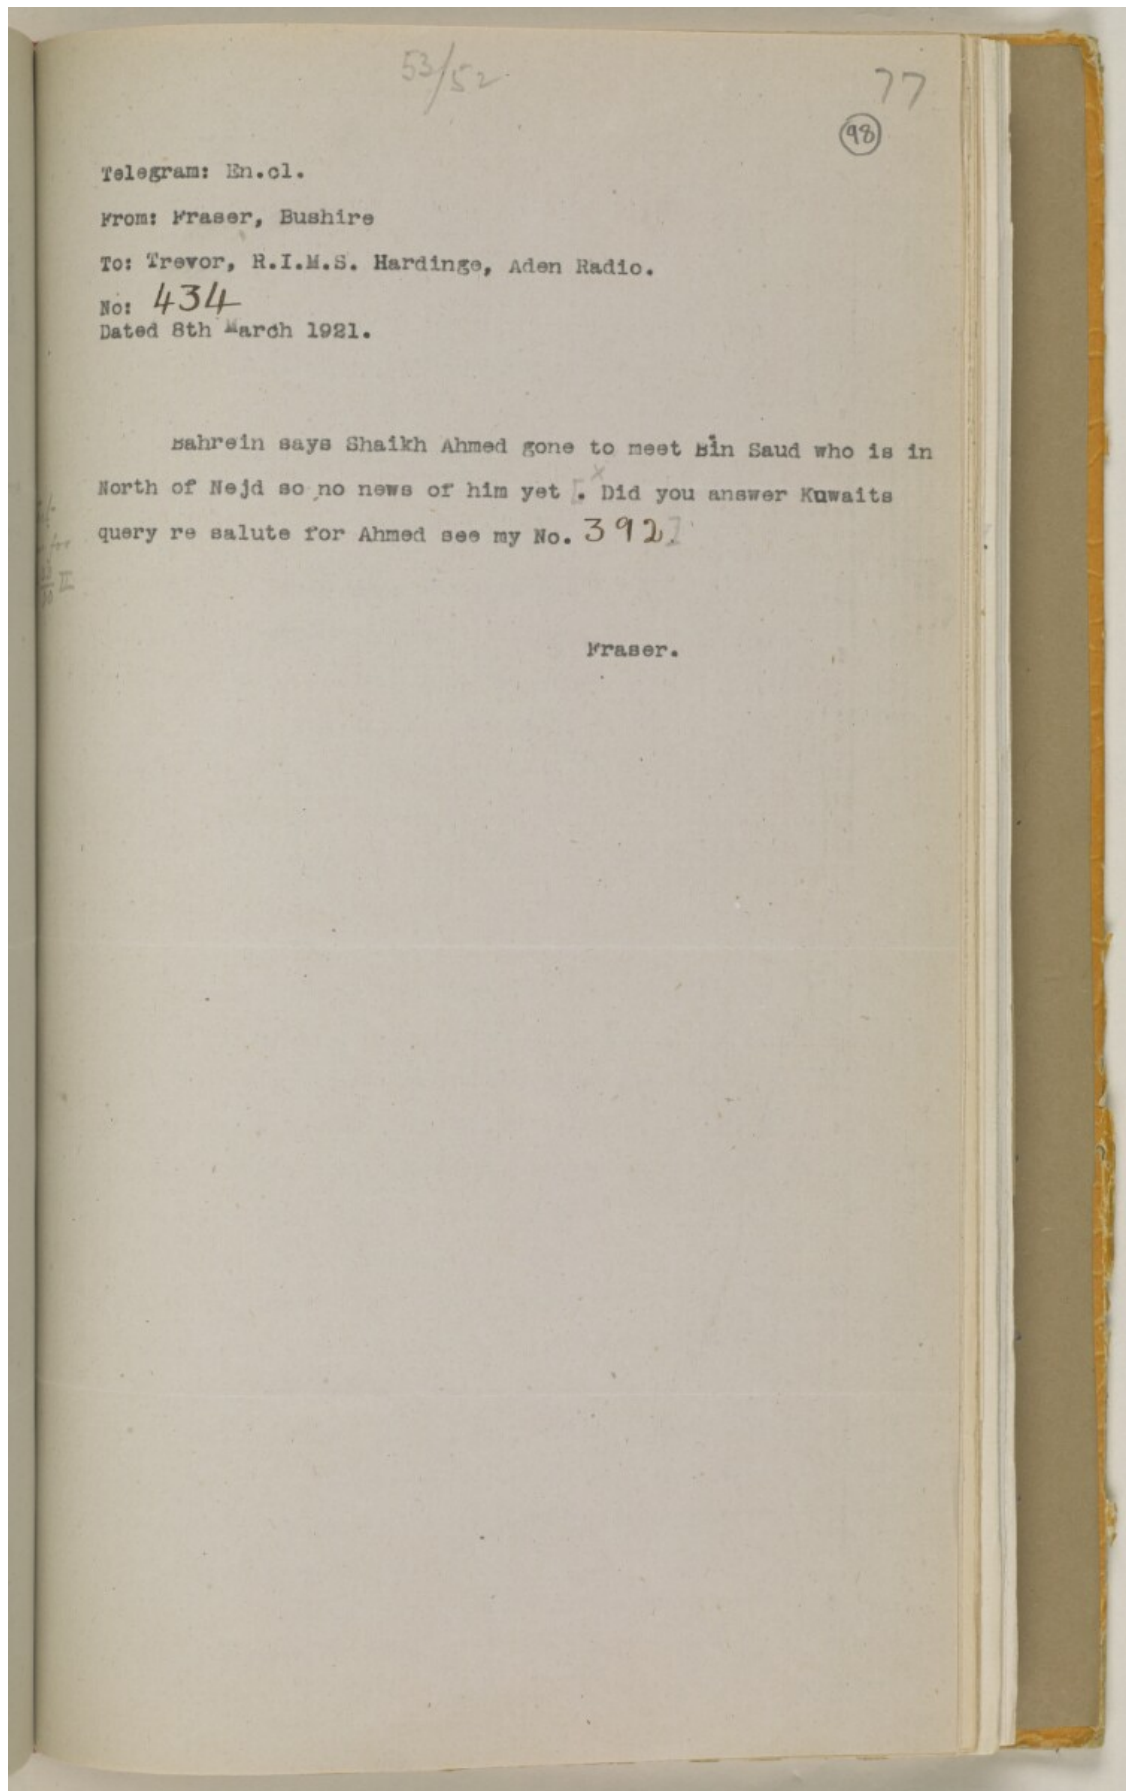 53/52
77
98
Telegram: En.cl.
From: Fraser, Bushire
To: Trevor, R.I.M.S. Hardinge, Aden Radio.
No: 434
Dated 8th March 1921.
Bahrein says Shaikh Ahmed gone to meet Bin Saud who is in
North of Nejd so no news of him yet [. Did you answer Kuwaits
query re salute for Ahmed see my No. 392.]
Fraser.